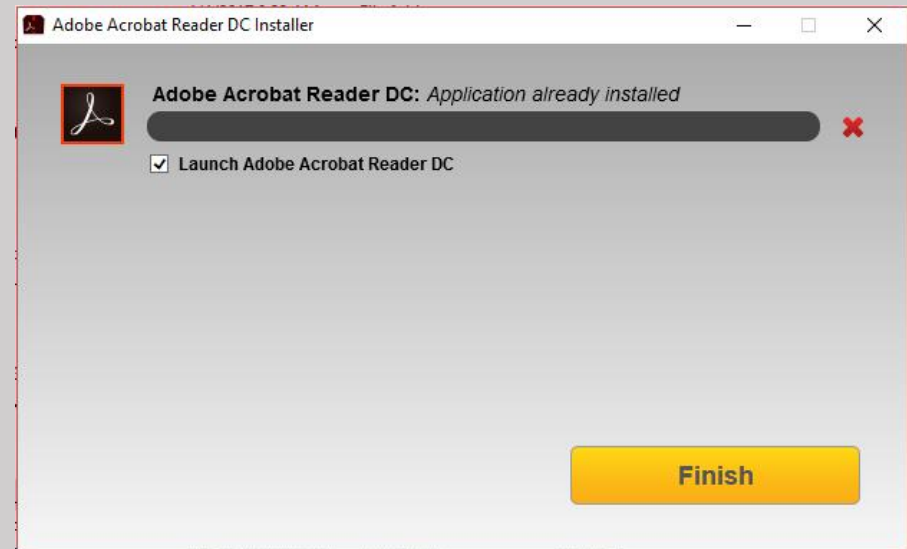 Adobe Acrobat Reader DC Installer
Adobe Acrobat Reader DC: Application already installed
Launch Adobe Acrobat Reader DC
Finish